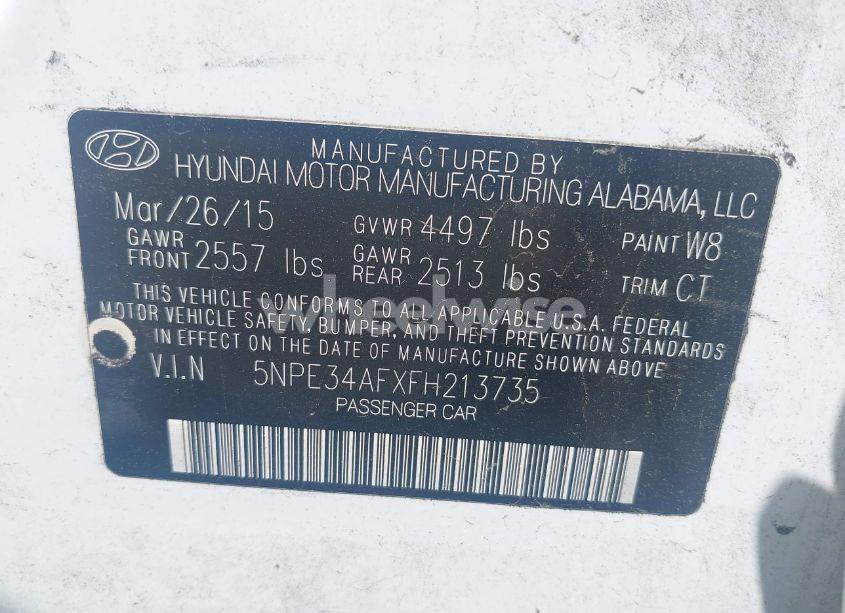 MANUFACTURED BY
HYUNDAI MOTOR MANUFACTURING ALABAMA, LLC
Mar/26/15 GVWR 4497 lbs PAINT W8
GAWR FRONT 2557 lbs GAWR REAR 2513 lbs TRIM CT
THIS VEHICLE CONFORMS TO ALL APPLICABLE U.S.A. FEDERAL
MOTOR VEHICLE SAFETY, BUMPER, AND THEFT PREVENTION STANDARDS
IN EFFECT ON THE DATE OF MANUFACTURE SHOWN ABOVE
V.I.N 5NPE34AFXFH213735
PASSENGER CAR
wheelwise